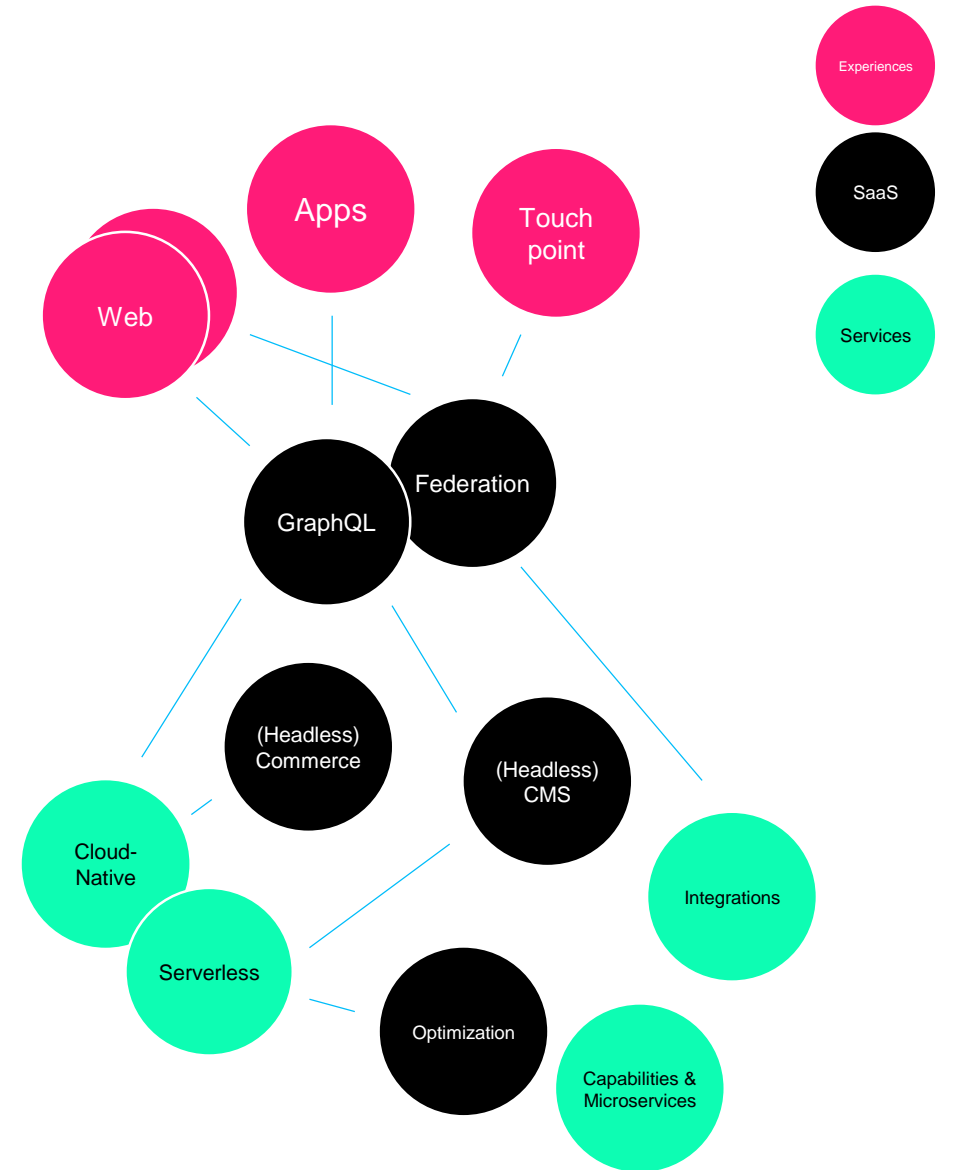 Experiences
SaaS
Services
Apps
Touch
point
Web
Federation
GraphQL
(Headless)
Commerce
(Headless)
CMS
Cloud-
Native
Integrations
Serverless
Optimization
Capabilities &
Microservices